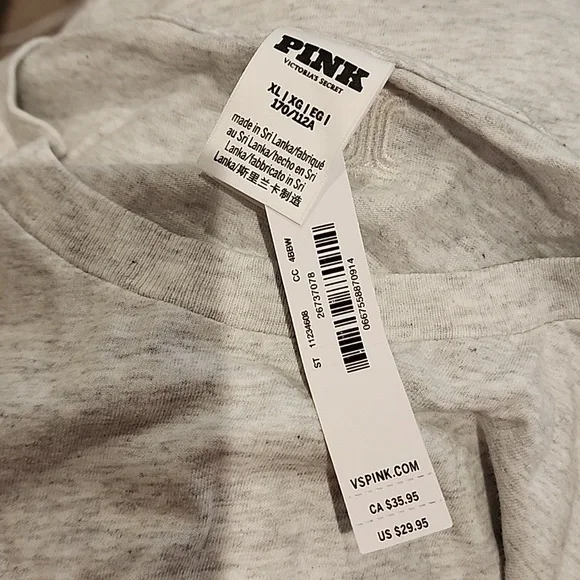 PINK
VICTORIA'S SECRET
XL | XG | EG |
170/112A
made in Sri Lanka/fabriqué
au Sri Lanka/hecho en Sri
Lanka/fabbricato in Sri
Lanka/斯里兰卡制造
ST 11234608 CC 4BBW
26737078
0667558870914
VSPINK.COM
CA $35.95
US $29.95